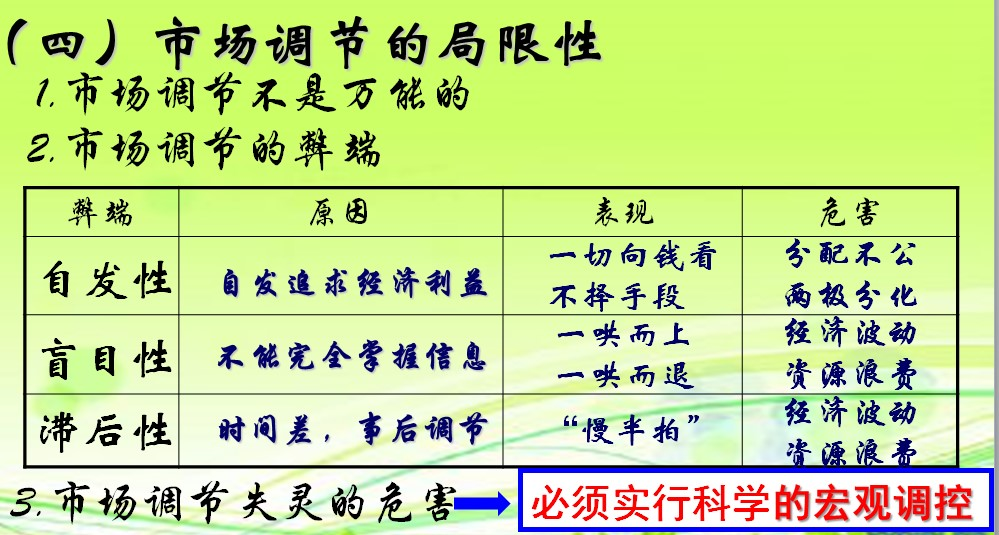 （四）市场调节的局限性
1.市场调节不是万能的
2.市场调节的弊端
弊端 原因 表现 危害
自发性 自发追求经济利益 一切向钱看 分配不公
不择手段 两极分化
盲目性 不能完全掌握信息 一哄而上 经济波动
一哄而退 资源浪费
滞后性 时间差，事后调节 “慢半拍” 经济波动
资源浪费
3.市场调节失灵的危害 必须实行科学的宏观调控